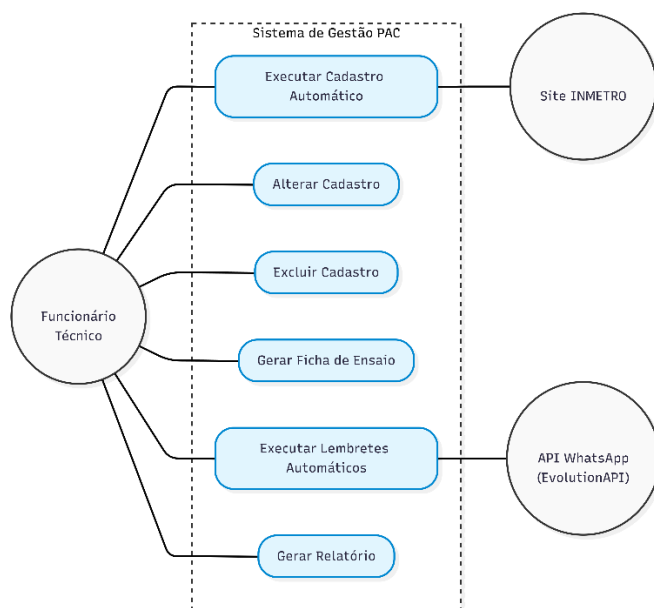 Sistema de Gestão PAC
Executar Cadastro
Automático
Site INMETRO
Alterar Cadastro
Excluir Cadastro
Funcionário
Técnico
Gerar Ficha de Ensaio
Executar Lembretes
Automáticos
API WhatsApp
(EvolutionAPI)
Gerar Relatório